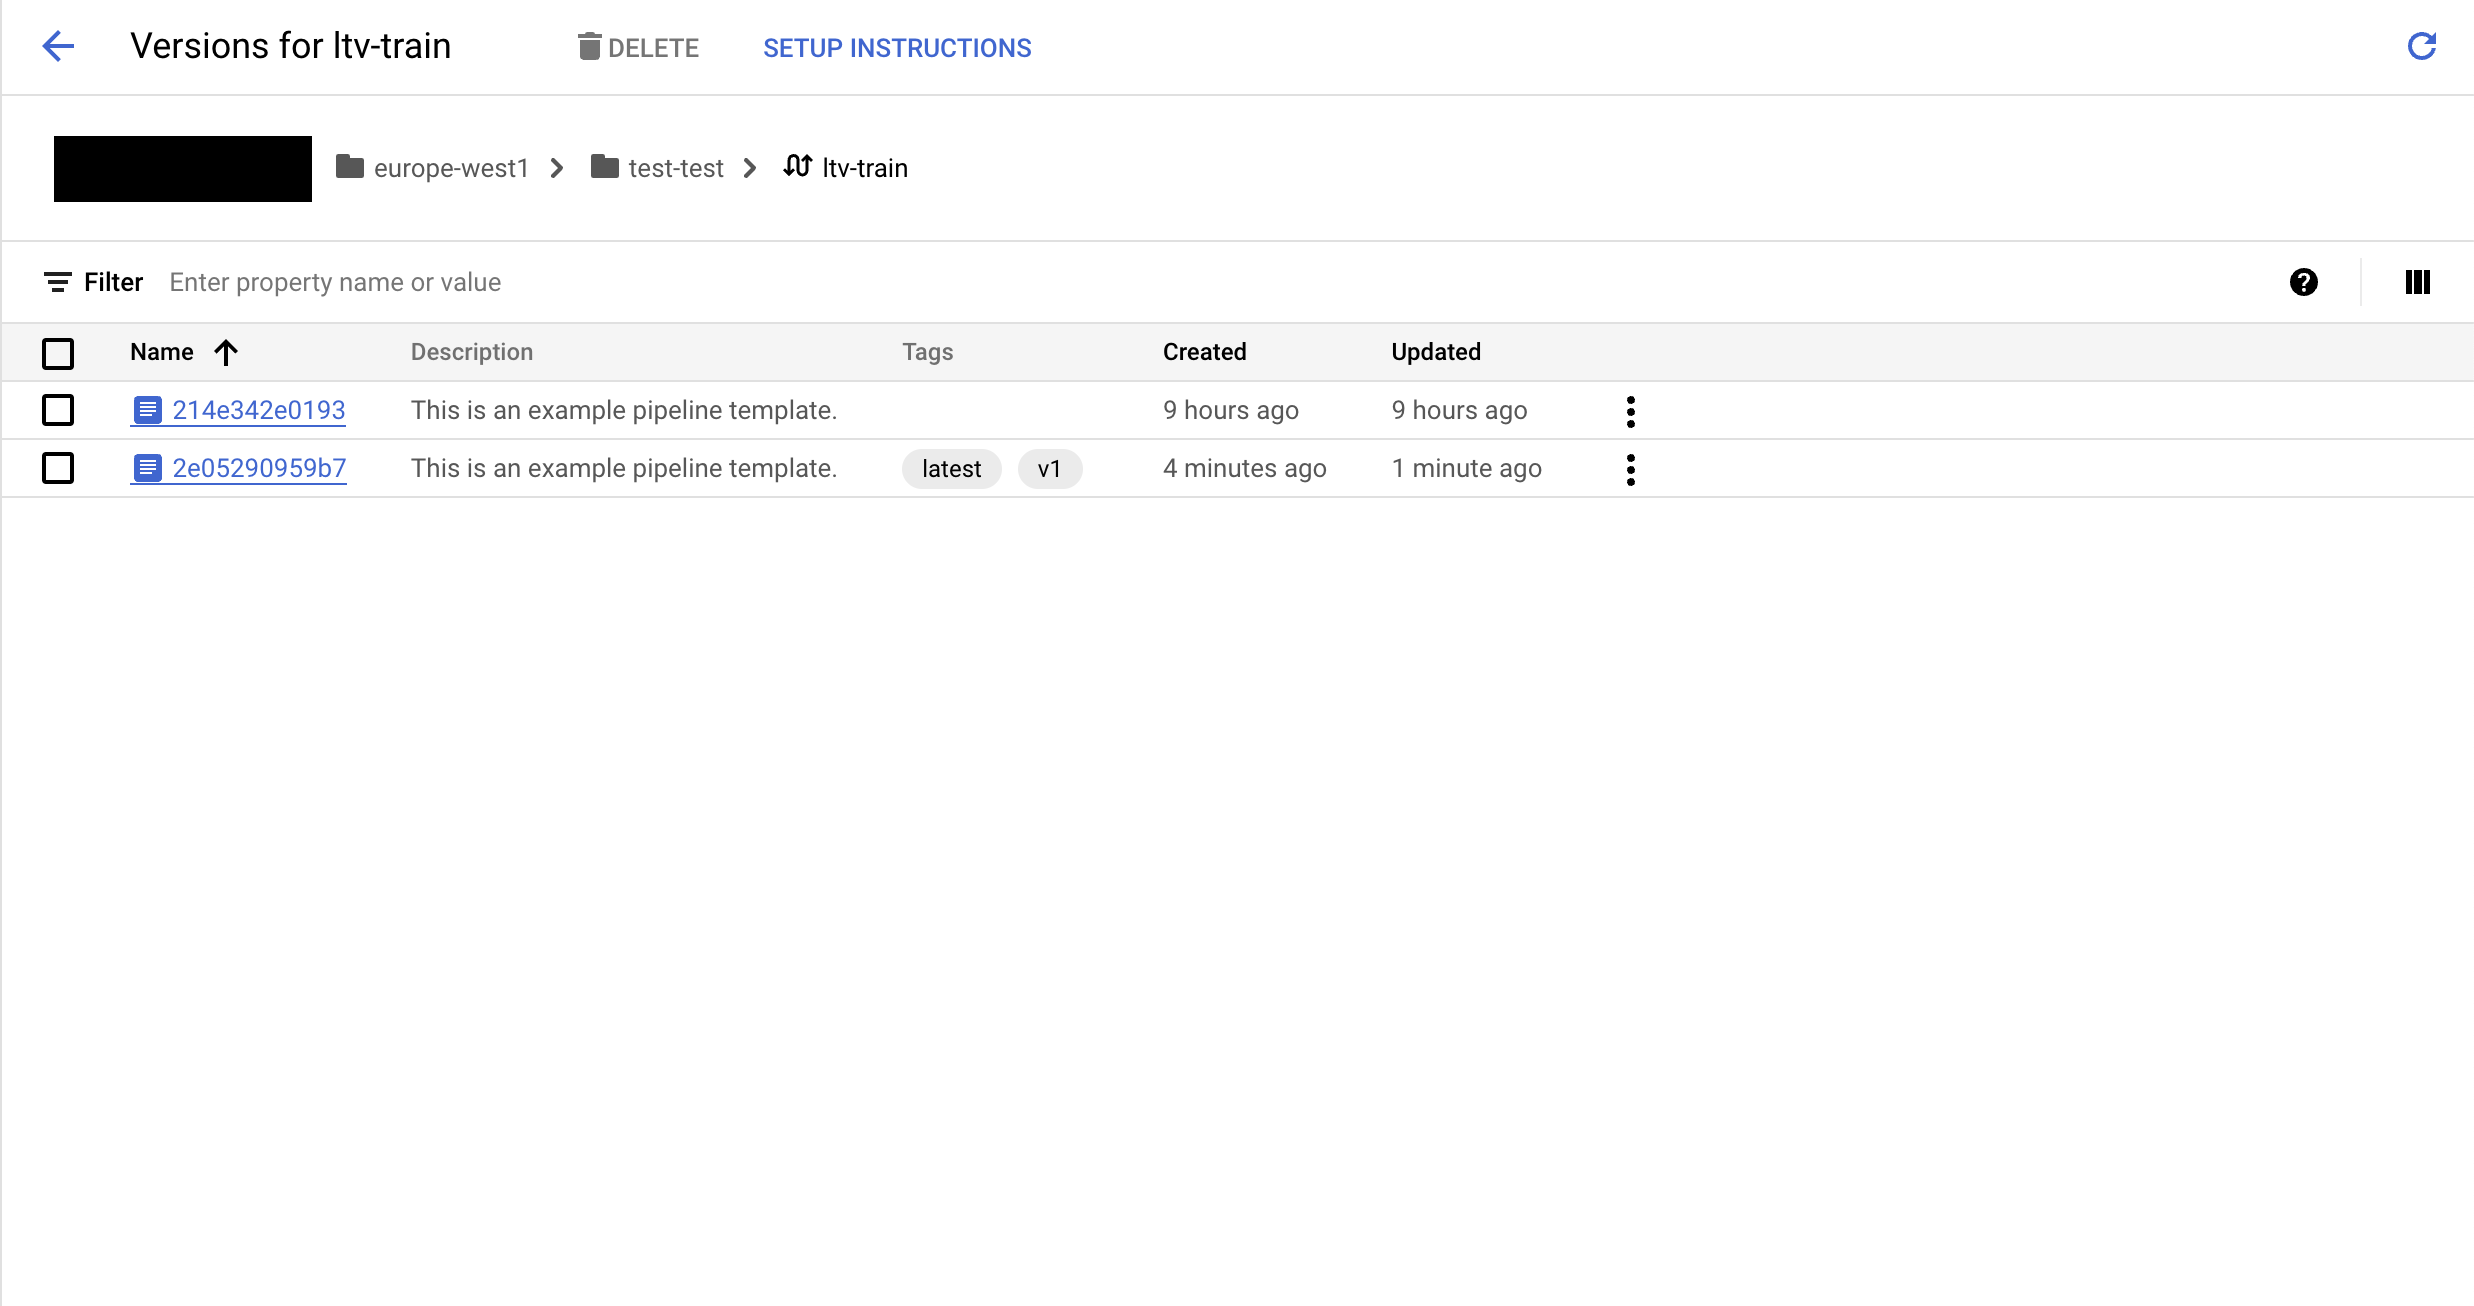 Versions for ltv-train DELETE SETUP INSTRUCTIONS
europe-west1 test-test ltv-train
Filter Enter property name or value
Name Description Tags Created Updated
214e342e0193 This is an example pipeline template. 9 hours ago 9 hours ago
2e05290959b7 This is an example pipeline template. latest v1 4 minutes ago 1 minute ago